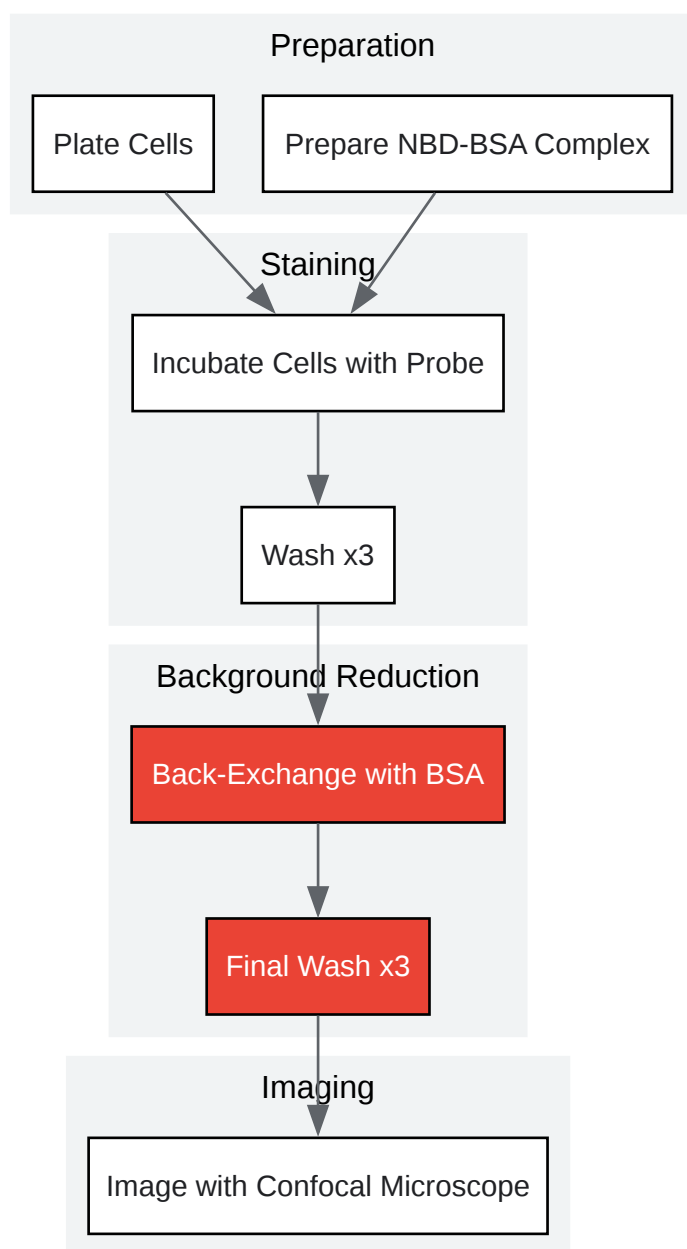 Preparation
Plate Cells
Prepare NBD-BSA Complex
Staining
Incubate Cells with Probe
Wash x3
Background Reduction
Back-Exchange with BSA
Final Wash x3
Imaging
Image with Confocal Microscope